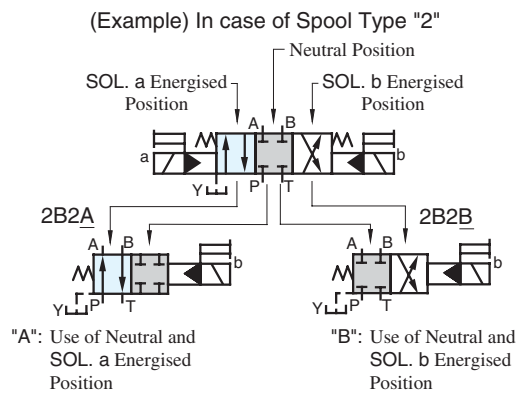 (Example) In case of Spool Type "2"
Neutral Position
SOL. a Energised
Position
SOL. b Energised
Position
A B
a b
Y P T
2B2A 2B2B
A B
b
Y P T
A B
b
Y P T
"A": Use of Neutral and
SOL. a Energised
Position
"B": Use of Neutral and
SOL. b Energised
Position